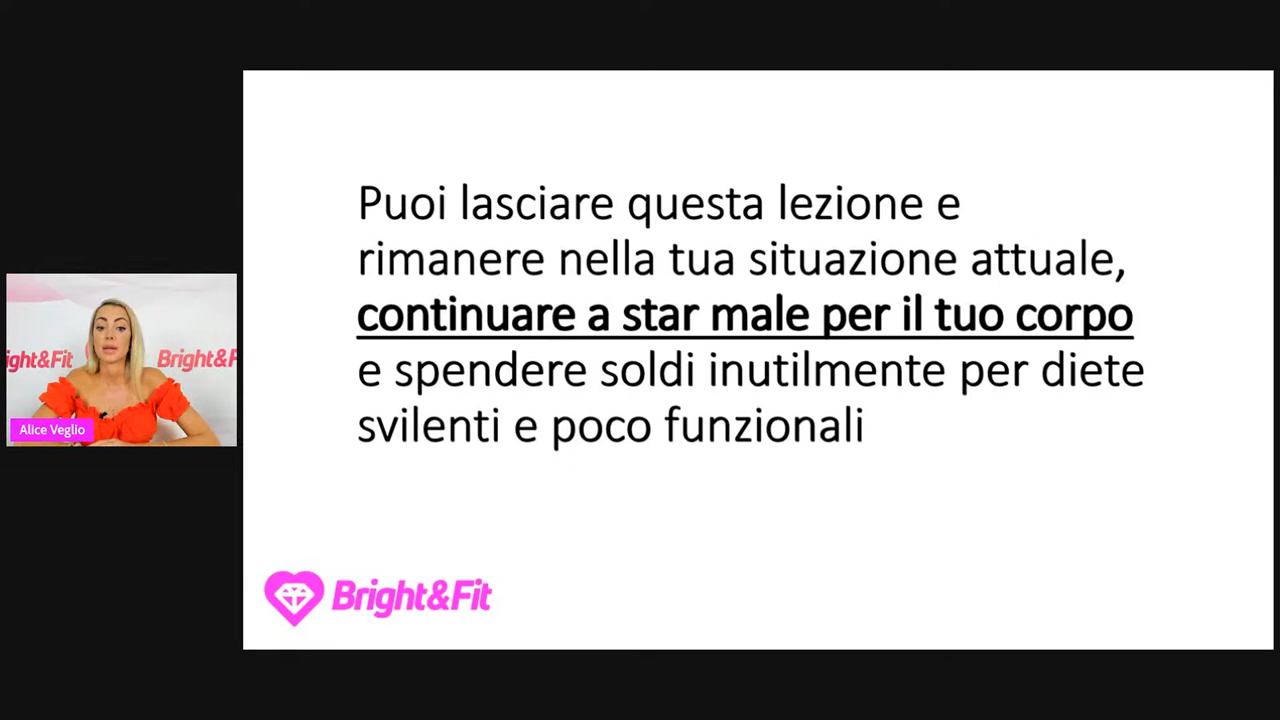 Puoi lasciare questa lezione e
rimanere nella tua situazione attuale,
continuare a star male per il tuo corpo
e spendere soldi inutilmente per diete
svilenti e poco funzionali
ight&Fit
Bright&F
Alice Veglio
Bright&Fit